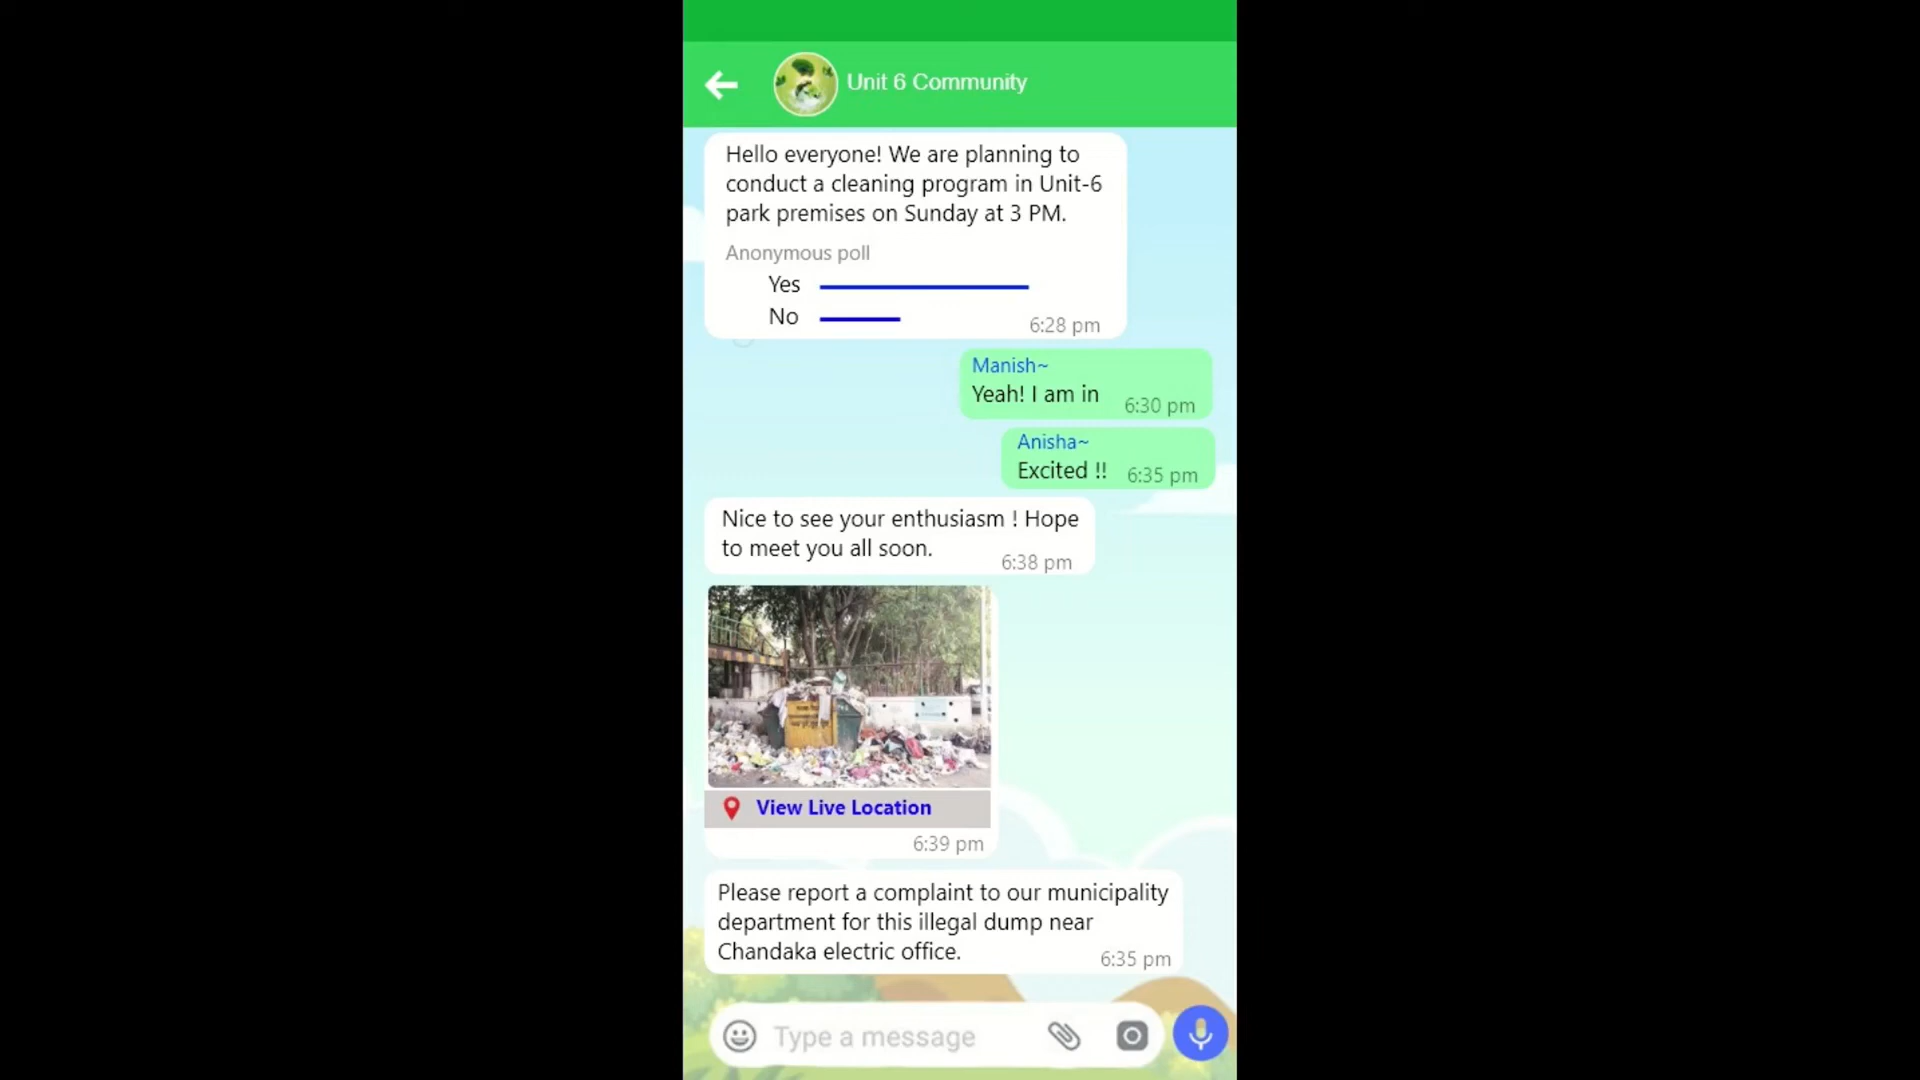 Unit 6 Community
Hello everyone! We are planning to
conduct a cleaning program in Unit-6
park premises on Sunday at 3 PM.
Anonymous poll
Yes
No
6:28 pm
Manish~
Yeah! I am in
6:30 pm
Anisha~
Excited !!
6:35 pm
Nice to see your enthusiasm ! Hope
to meet you all soon.
6:38 pm
View Live Location
6:39 pm
Please report a complaint to our municipality
department for this illegal dump near
Chandaka electric office.
6:35 pm
Type a message